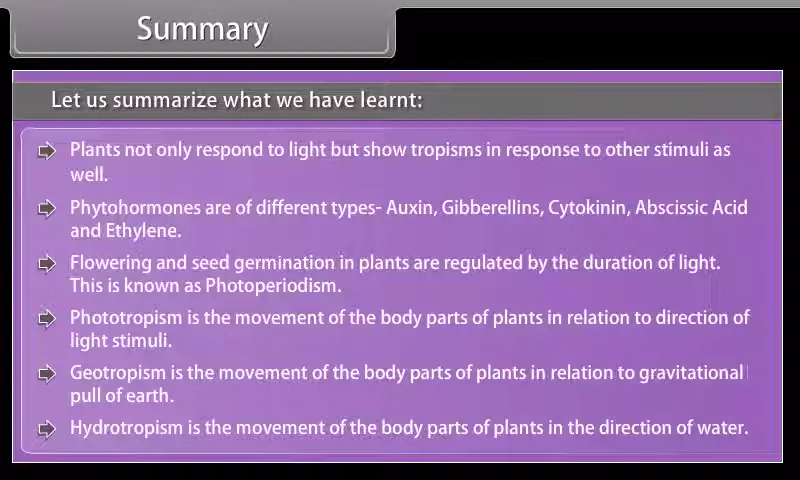 Summary
Let us summarize what we have learnt:
Plants not only respond to light but show tropisms in response to other stimuli as
well.
Phytohormones are of different types- Auxin, Gibberellins, Cytokinin, Abscissic Acid
and Ethylene.
Flowering and seed germination in plants are regulated by the duration of light.
This is known as Photoperiodism.
Phototropism is the movement of the body parts of plants in relation to direction of
light stimuli.
Geotropism is the movement of the body parts of plants in relation to gravitational
pull of earth.
Hydrotropism is the movement of the body parts of plants in the direction of water.